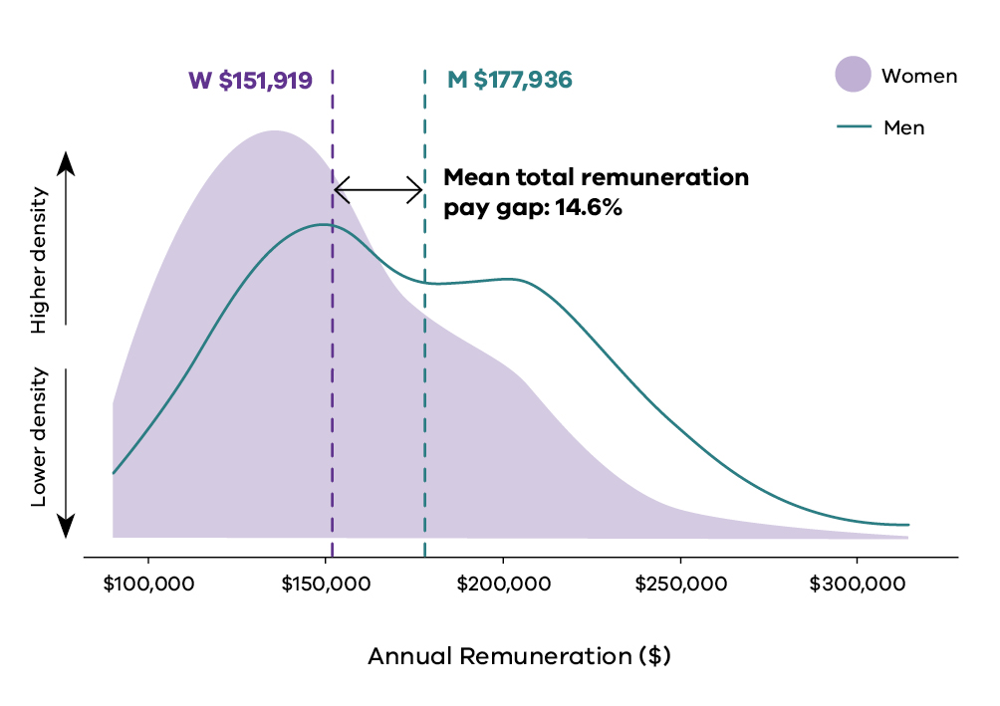 W $151,919
M $177,936
Women
Men
Mean total remuneration
pay gap: 14.6%
Higher density
Lower density
$100,000
$150,000
$200,000
$250,000
$300,000
Annual Remuneration ($)